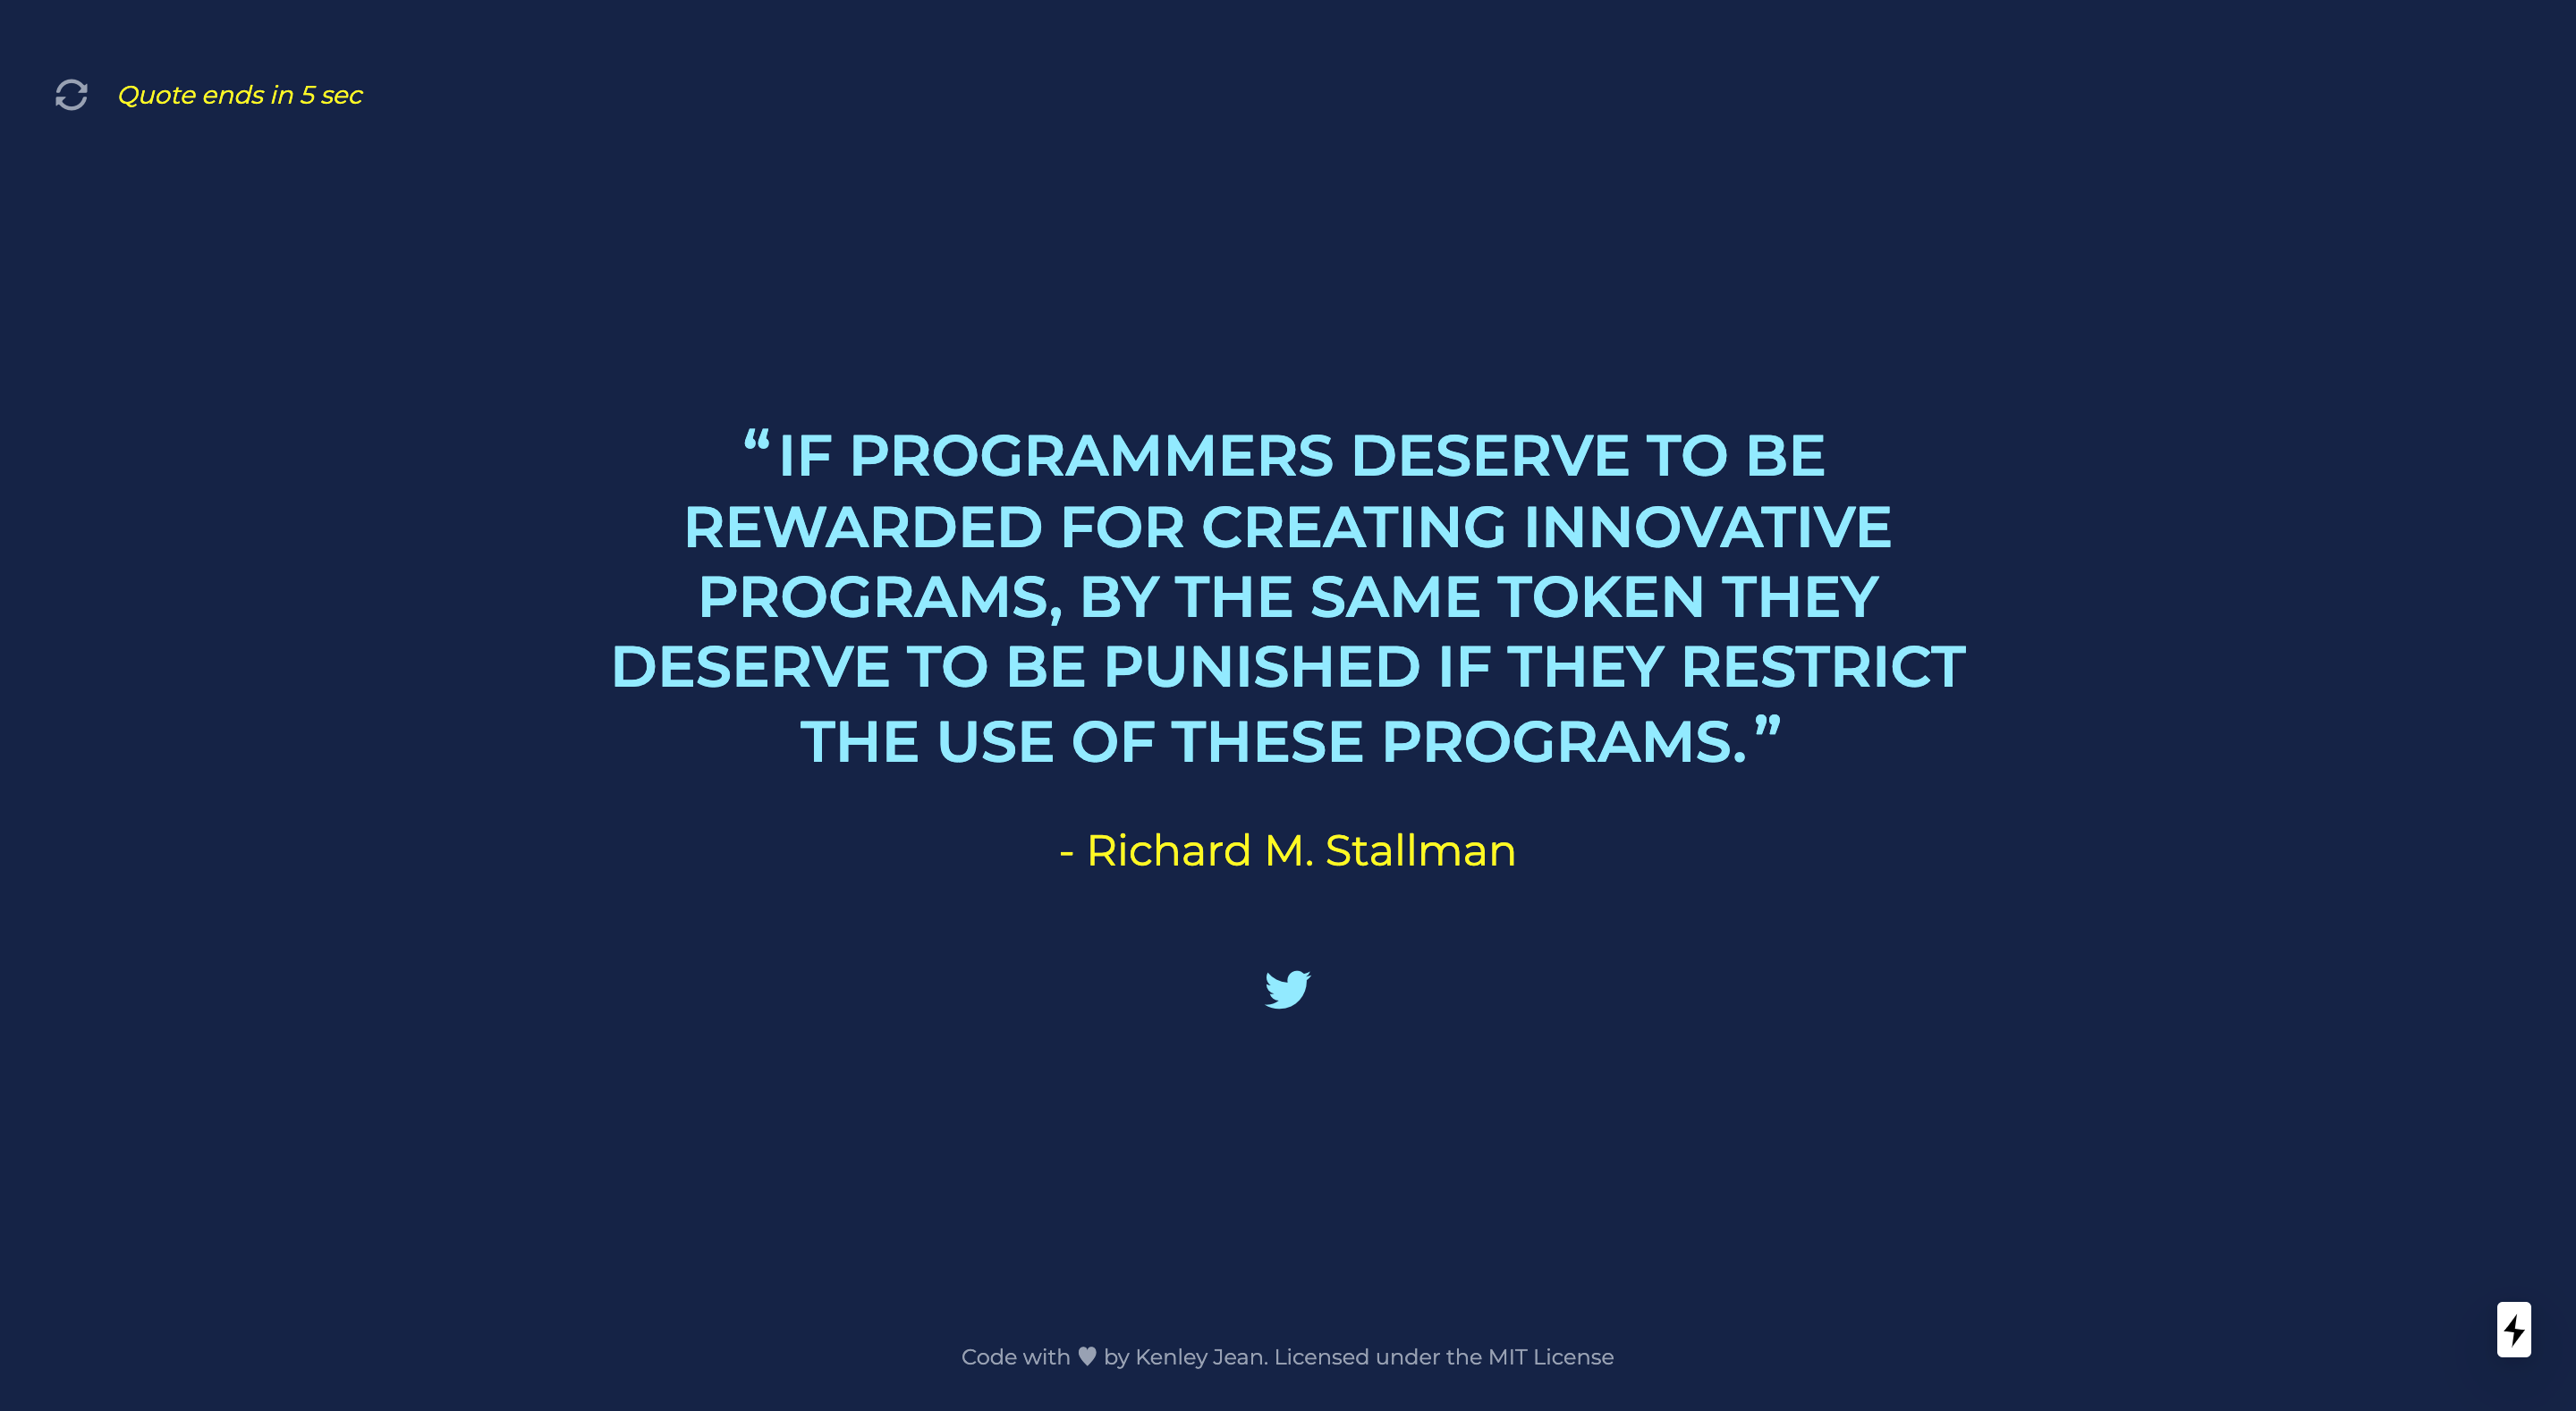 Quote ends in 5 sec
“IF PROGRAMMERS DESERVE TO BE
REWARDED FOR CREATING INNOVATIVE
PROGRAMS, BY THE SAME TOKEN THEY
DESERVE TO BE PUNISHED IF THEY RESTRICT
THE USE OF THESE PROGRAMS.”
- Richard M. Stallman
Code with ♥ by Kenley Jean. Licensed under the MIT License